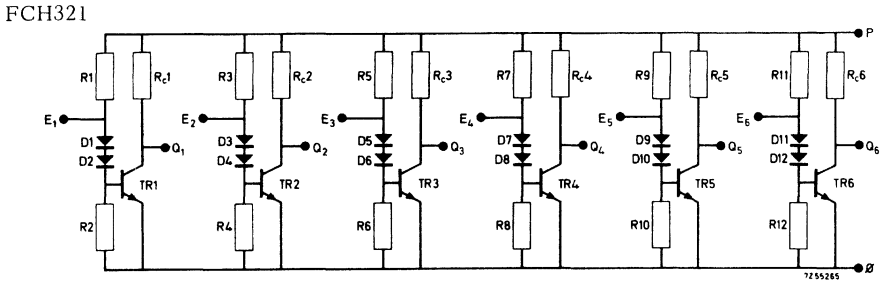 FCH321
P
R1 Rc1 R3 Rc2 R5 Rc3 R7 Rc4 R9 Rc5 R11 Rc6
E1 E2 E3 E4 E5 E6
D1 D3 D5 D7 D9 D11
Q1 Q2 Q3 Q4 Q5 Q6
D2 D4 D6 D8 D10 D12
TR1 TR2 TR3 TR4 TR5 TR6
R2 R4 R6 R8 R10 R12
Ø
7Z55265